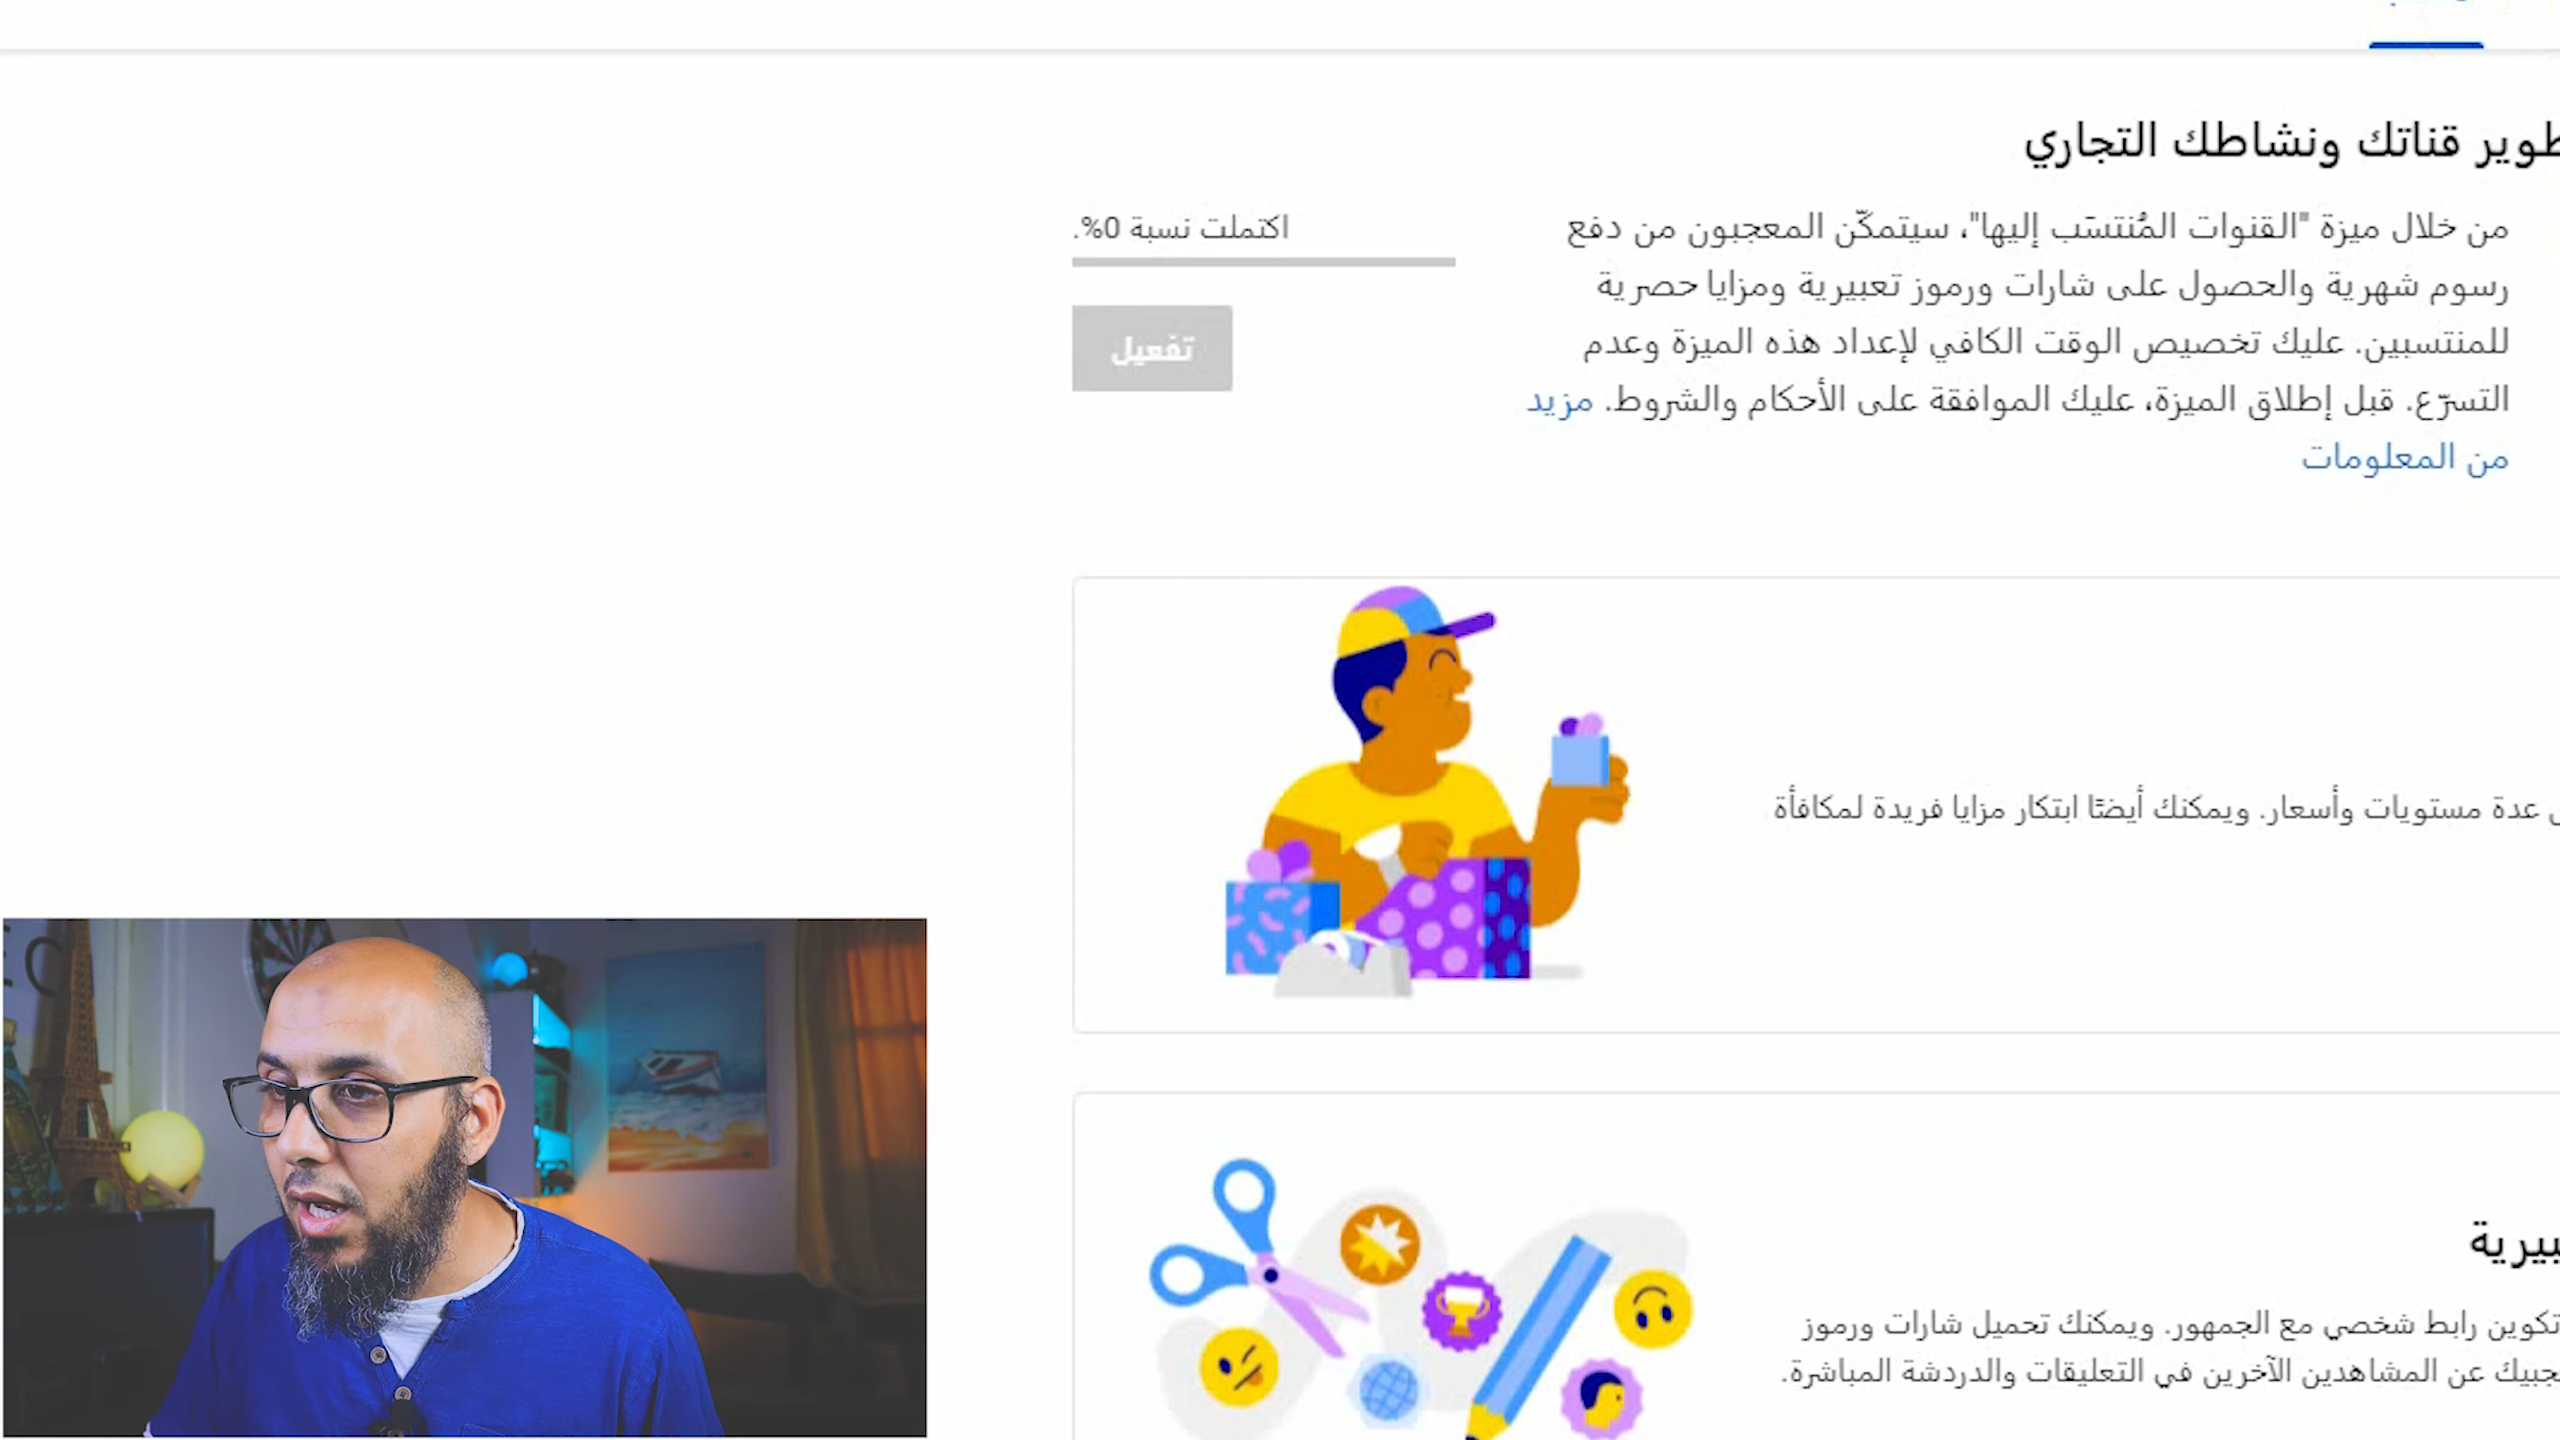 قناتك ونشاطك التجاري
من خلال ميزة "القنوات المُنتسَب إليها"، سيتمكّن المعجبون من دفع
رسوم شهرية والحصول على شارات ورموز تعبيرية ومزايا حصرية
للمنتسبين. عليك تخصيص الوقت الكافي لإعداد هذه الميزة وعدم
التسرّع. قبل إطلاق الميزة، عليك الموافقة على الأحكام والشروط. مزيد
من المعلومات
اكتملت نسبة 0%.
تفعيل
عدة مستويات وأسعار. ويمكنك أيضًا ابتكار مزايا فريدة لمكافأة
تكوين رابط شخصي مع الجمهور. ويمكنك تحميل شارات ورموز
عن المشاهدين الآخرين في التعليقات والدردشة المباشرة.